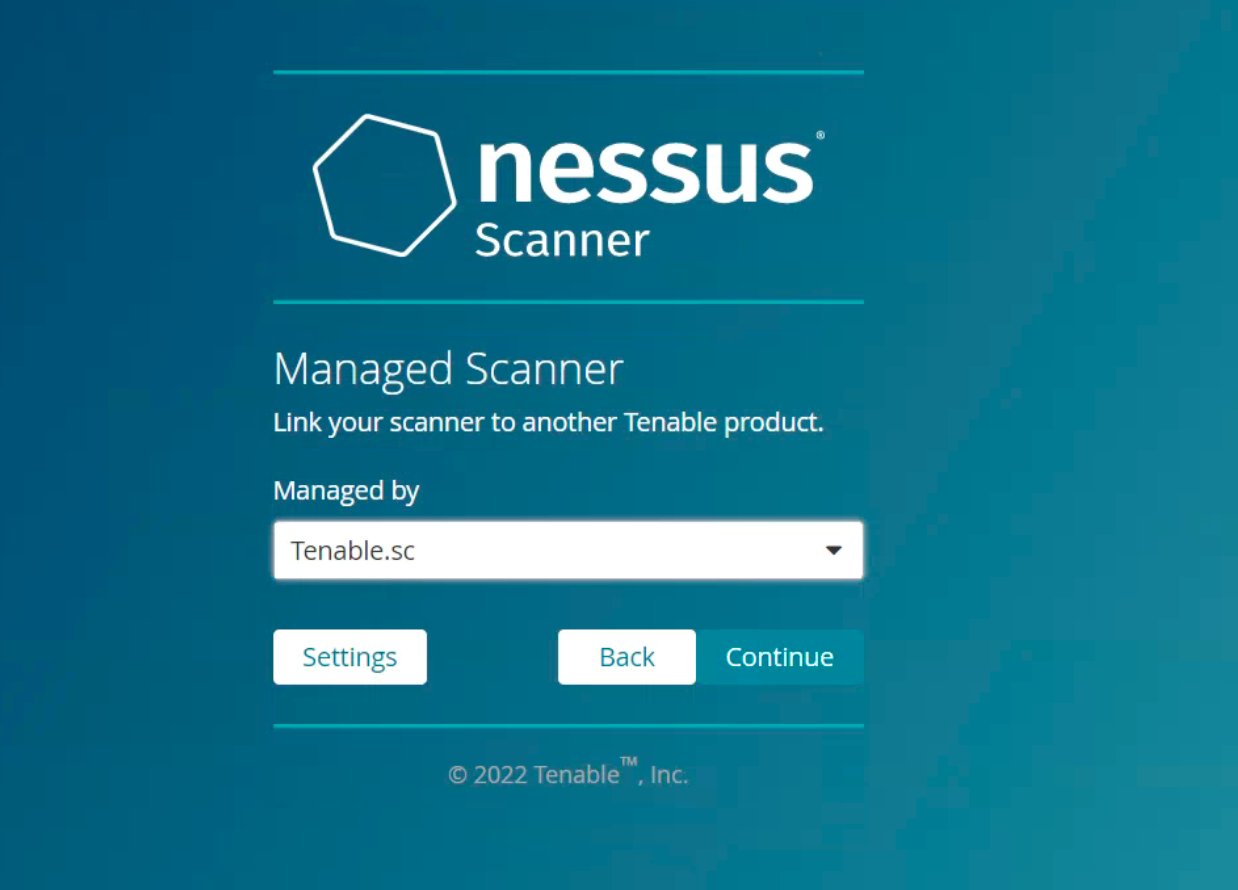 nessus®
Scanner
Managed Scanner
Link your scanner to another Tenable product.
Managed by
Tenable.sc
Settings
Back
Continue
© 2022 Tenable™, Inc.